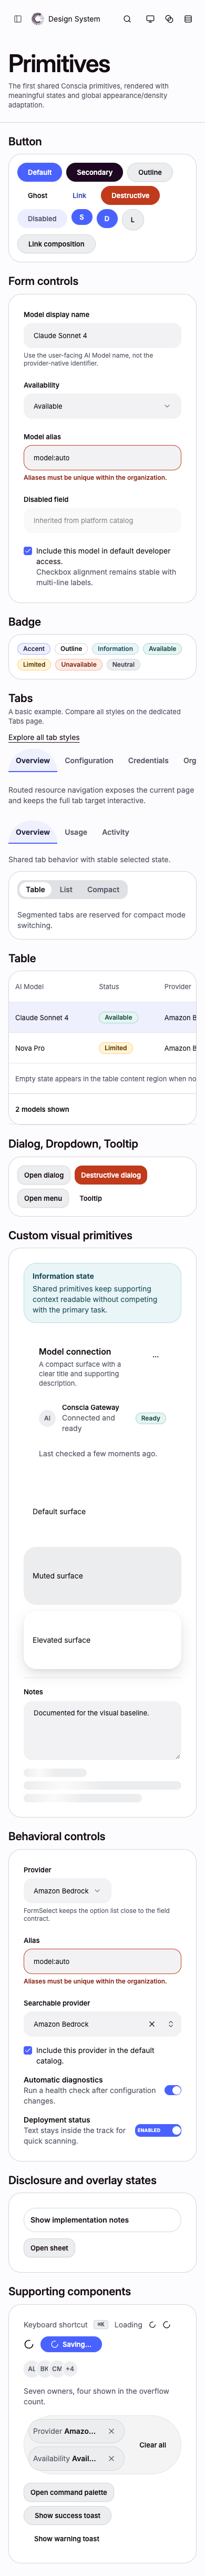 Design System
Primitives
The first shared Conscia primitives, rendered with
meaningful states and global appearance/density
adaptation.
Button
Default
Secondary
Outline
Ghost
Link
Destructive
Disabled
S
D
L
Link composition
Form controls
Model display name
Claude Sonnet 4
Use the user-facing AI Model name, not the
provider-native identifier.
Availability
Available
Model alias
model:auto
Aliases must be unique within the organization.
Disabled field
Inherited from platform catalog
Include this model in default developer
access.
Checkbox alignment remains stable with
multi-line labels.
Badge
Accent
Outline
Information
Available
Limited
Unavailable
Neutral
Tabs
A basic example. Compare all styles on the dedicated
Tabs page.
Explore all tab styles
Overview
Configuration
Credentials
Org
Routed resource navigation exposes the current page
and keeps the full tab target interactive.
Overview
Usage
Activity
Shared tab behavior with stable selected state.
Table
List
Compact
Segmented tabs are reserved for compact mode
switching.
Table
AI Model
Status
Provider
Claude Sonnet 4
Available
Amazon B
Nova Pro
Limited
Amazon B
Empty state appears in the table content region when no
2 models shown
Dialog, Dropdown, Tooltip
Open dialog
Destructive dialog
Open menu
Tooltip
Custom visual primitives
Information state
Shared primitives keep supporting
context readable without competing
with the primary task.
Model connection
...
A compact surface with a
clear title and supporting
description.
AI
Conscia Gateway
Connected and
ready
Ready
Last checked a few moments ago.
Default surface
Muted surface
Elevated surface
Notes
Documented for the visual baseline.
Behavioral controls
Provider
Amazon Bedrock
FormSelect keeps the option list close to the field
contract.
Alias
model:auto
Aliases must be unique within the organization.
Searchable provider
Amazon Bedrock
Include this provider in the default
catalog.
Automatic diagnostics
Run a health check after configuration
changes.
Deployment status
Text stays inside the track for
quick scanning.
ENABLED
Disclosure and overlay states
Show implementation notes
Open sheet
Supporting components
Keyboard shortcut
⌘K
Loading
Saving...
AL
BK
CM
+4
Seven owners, four shown in the overflow
count.
Provider Amazo...
Availability Avail...
Clear all
Open command palette
Show success toast
Show warning toast